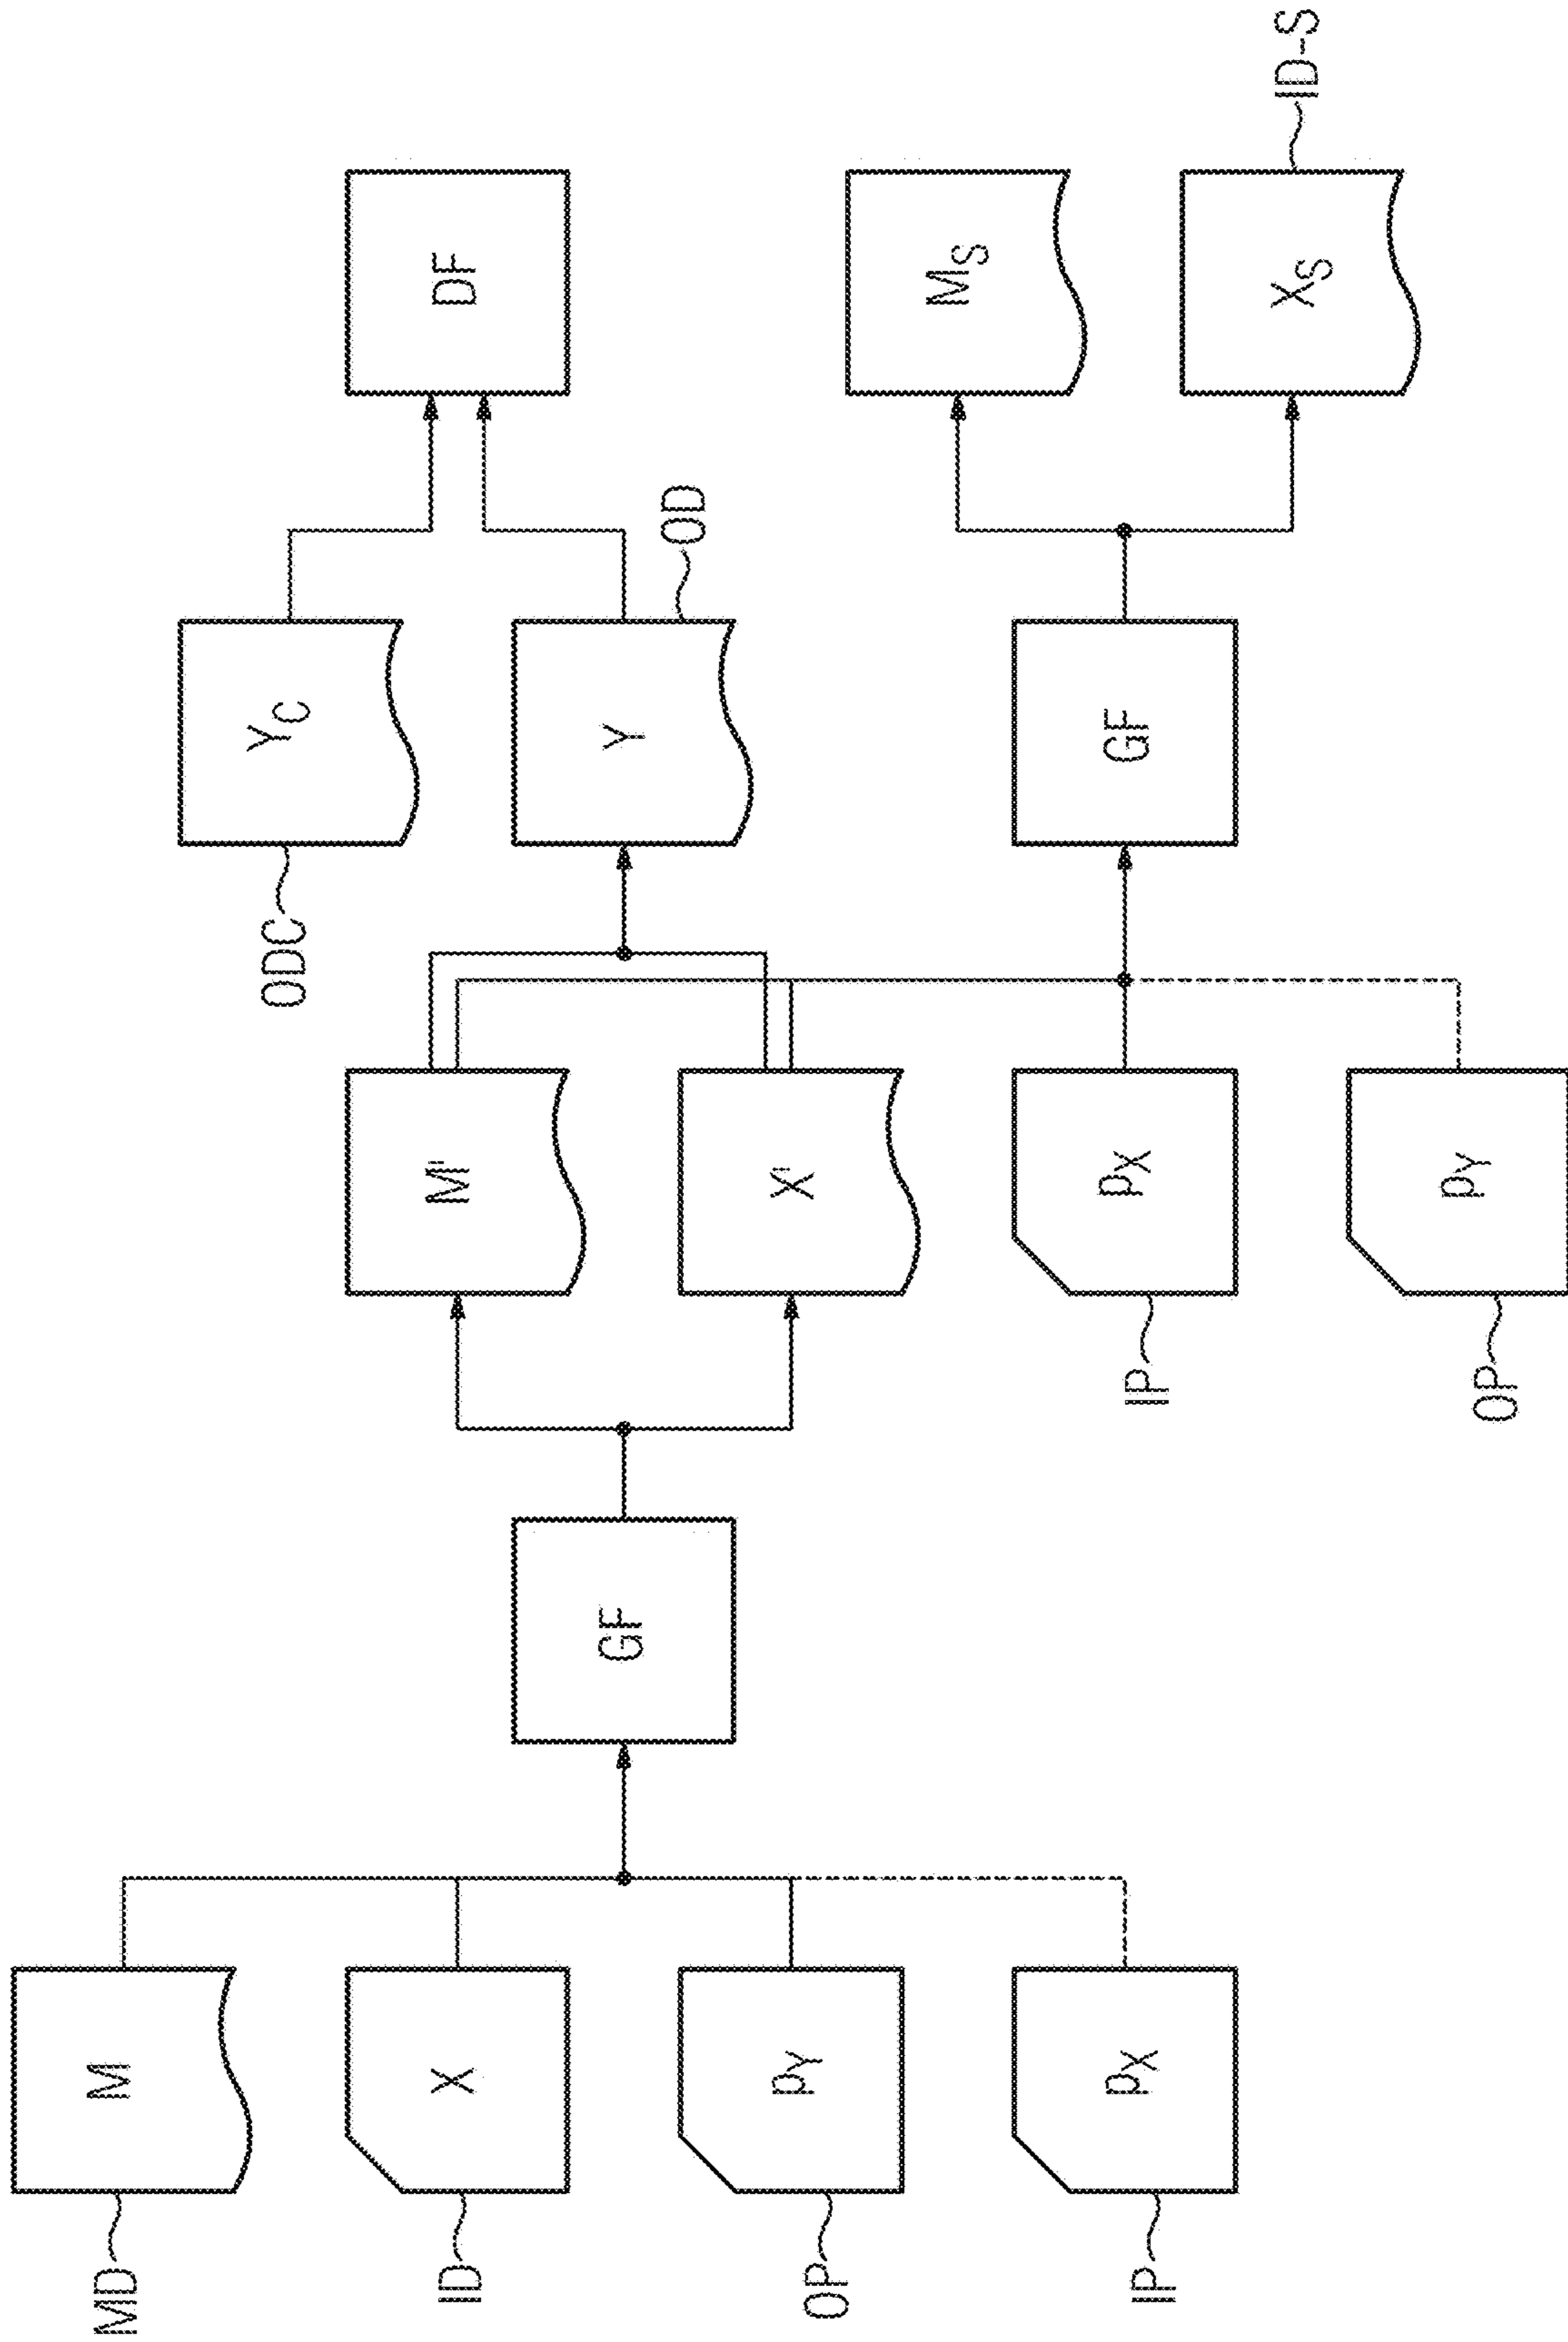 MD
M
ID
X
OP
pY
IP
pX
GF
M'
X'
IP
pX
OP
pY
ODC
YC
Y
OD
GF
DF
MS
XS
ID-S